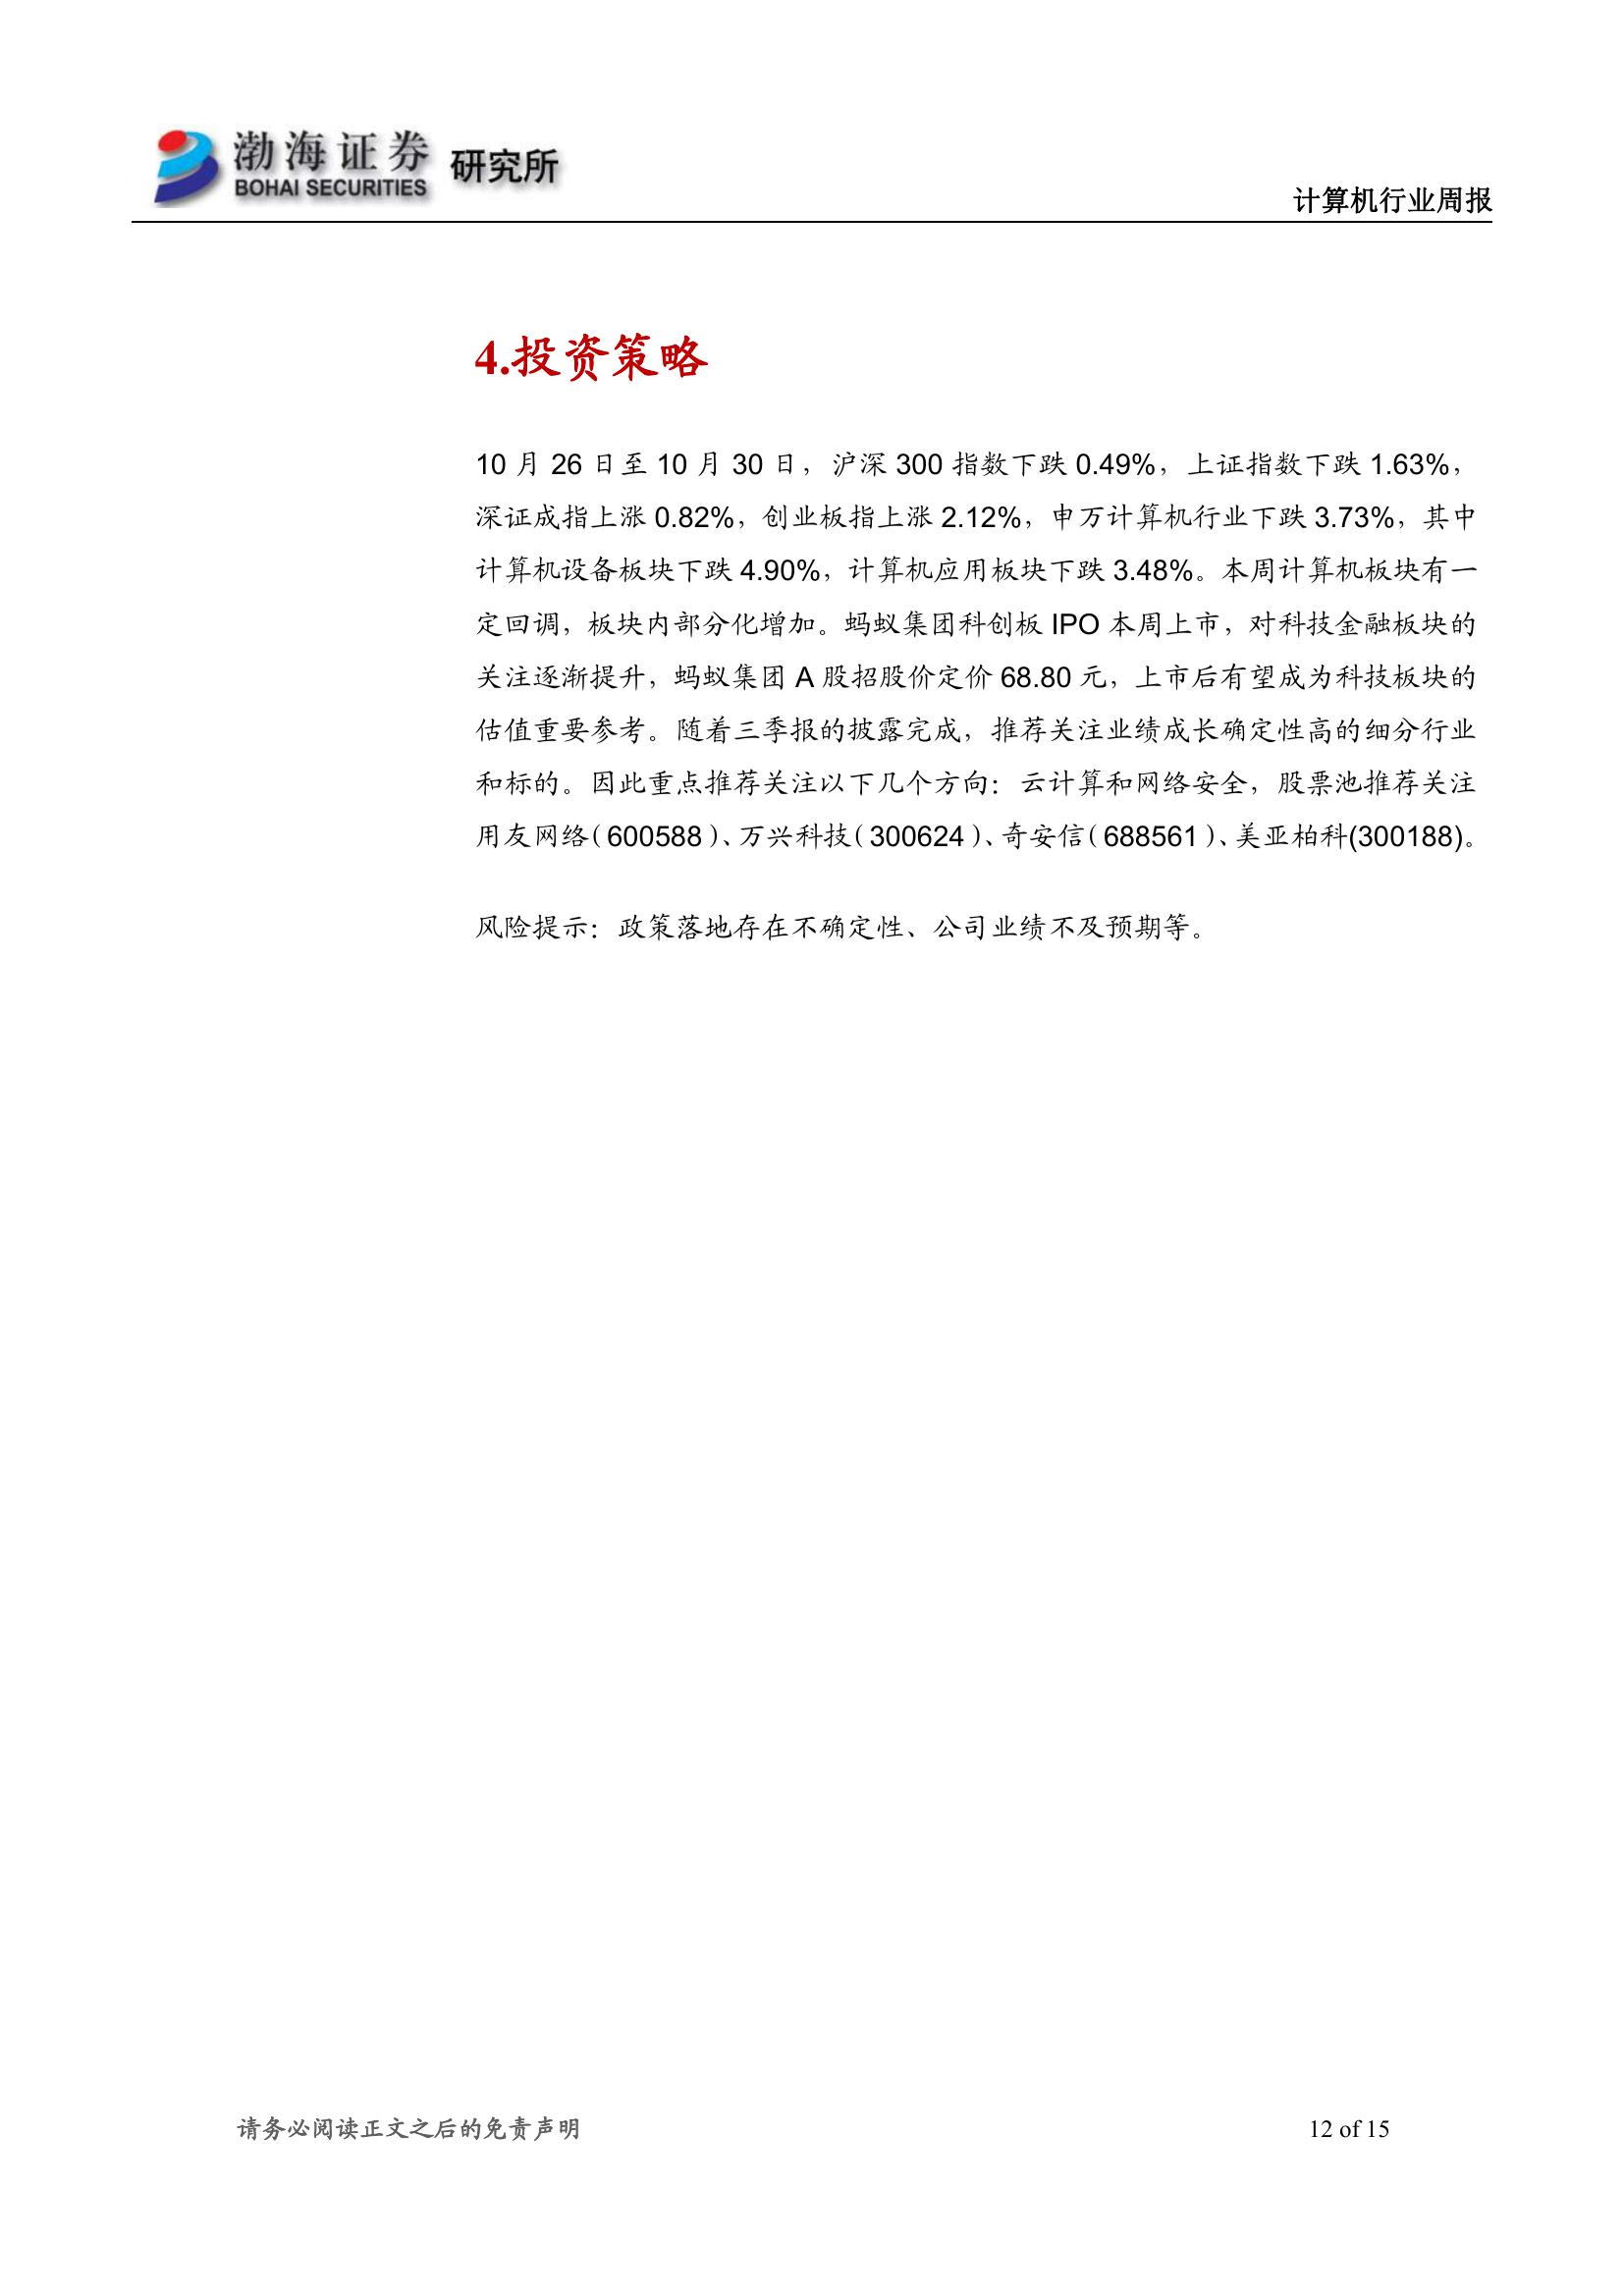 渤海证券 研究所
BOHAI SECURITIES
计算机行业周报
4.投资策略
10 月 26 日至 10 月 30 日，沪深 300 指数下跌 0.49%，上证指数下跌 1.63%，
深证成指上涨 0.82%，创业板指上涨 2.12%，申万计算机行业下跌 3.73%，其中
计算机设备板块下跌 4.90%，计算机应用板块下跌 3.48%。本周计算机板块有一
定回调，板块内部分化增加。蚂蚁集团科创板 IPO 本周上市，对科技金融板块的
关注逐渐提升，蚂蚁集团 A 股招股价定价 68.80 元，上市后有望成为科技板块的
估值重要参考。随着三季报的披露完成，推荐关注业绩成长确定性高的细分行业
和标的。因此重点推荐关注以下几个方向：云计算和网络安全，股票池推荐关注
用友网络（600588）、万兴科技（300624）、奇安信（688561）、美亚柏科(300188)。
风险提示：政策落地存在不确定性、公司业绩不及预期等。
请务必阅读正文之后的免责声明
12 of 15